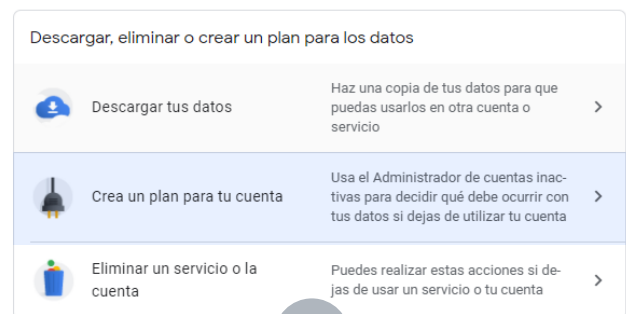 Descargar, eliminar o crear un plan para los datos
Descargar tus datos
Haz una copia de tus datos para que
puedas usarlos en otra cuenta o
servicio
Crea un plan para tu cuenta
Usa el Administrador de cuentas inac-
tivas para decidir qué debe ocurrir con
tus datos si dejas de utilizar tu cuenta
Eliminar un servicio o la
cuenta
Puedes realizar estas acciones si de-
jas de usar un servicio o tu cuenta